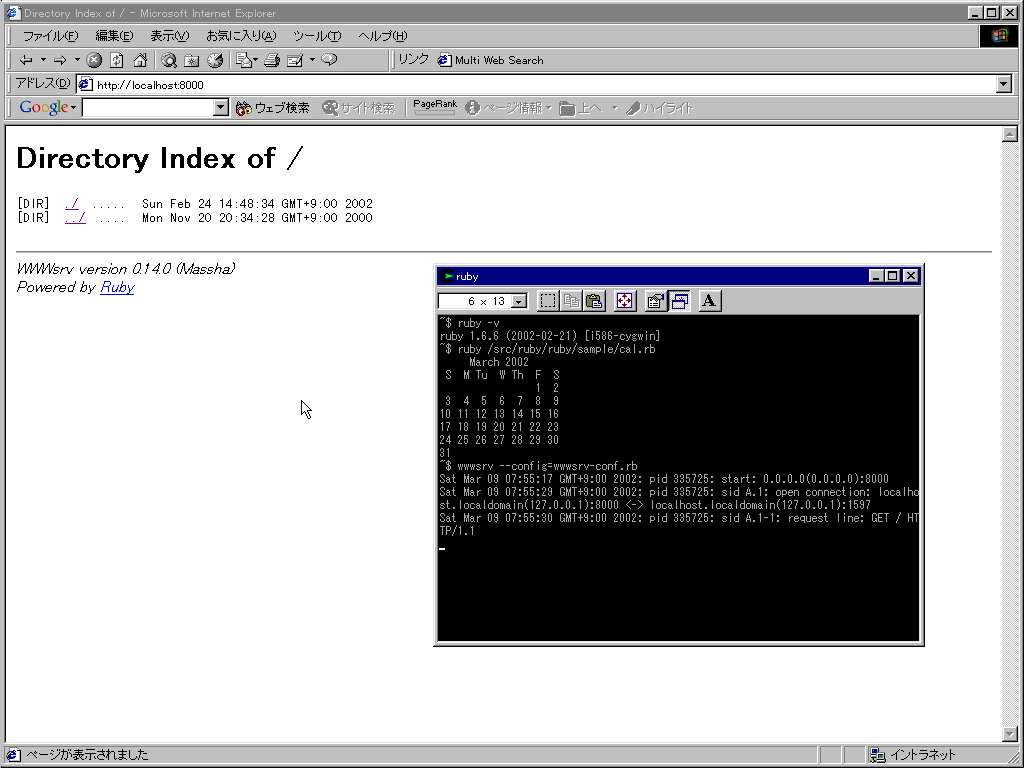 Directory Index of / - Microsoft Internet Explorer
ファイル(F) 編集(E) 表示(V) お気に入り(A) ツール(T) ヘルプ(H)
リンク Multi Web Search
アドレス(D) http://localhost:8000
Google ウェブ検索 サイト検索 PageRank ページ情報 上へ ハイライト
Directory Index of /
[DIR] ./ ..... Sun Feb 24 14:48:34 GMT+9:00 2002
[DIR] ../ .... Mon Nov 20 20:34:28 GMT+9:00 2000
WWWsrv version 0.14.0 (Massha)
Powered by Ruby
ruby
6 x 13 A
~$ ruby -v
ruby 1.6.6 (2002-02-21) [i586-cygwin]
~$ ruby /src/ruby/ruby/sample/cal.rb
March 2002
S M Tu W Th F S
1 2
3 4 5 6 7 8 9
10 11 12 13 14 15 16
17 18 19 20 21 22 23
24 25 26 27 28 29 30
31
~$ wwwsrv --config=wwwsrv-conf.rb
Sat Mar 09 07:55:17 GMT+9:00 2002: pid 335725: start: 0.0.0.0(0.0.0.0):8000
Sat Mar 09 07:55:29 GMT+9:00 2002: pid 335725: sid A.1: open connection: localho
st.localdomain(127.0.0.1):8000 <-> localhost.localdomain(127.0.0.1):1597
Sat Mar 09 07:55:30 GMT+9:00 2002: pid 335725: sid A.1-1: request line: GET / HT
TP/1.1
ページが表示されました イントラネット